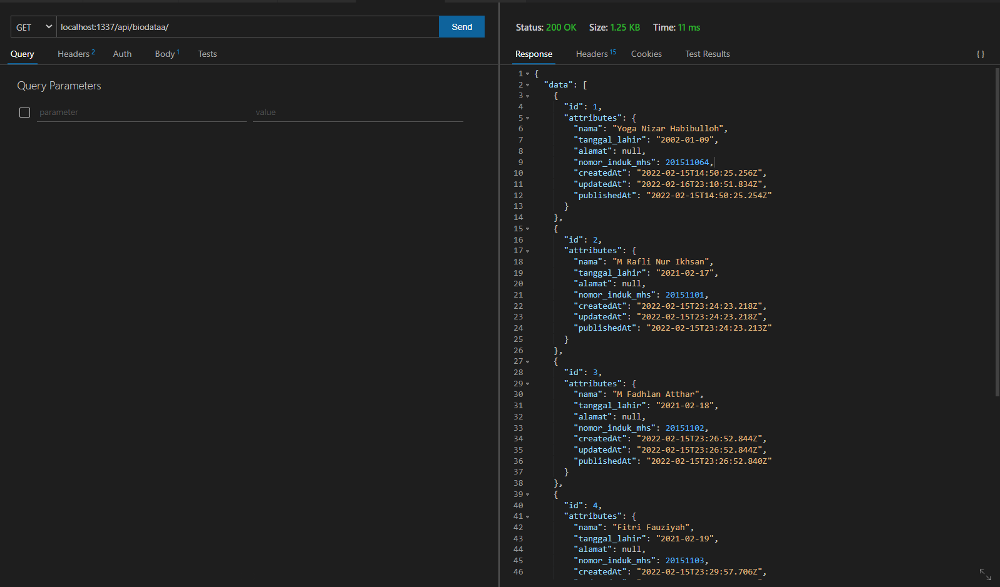 GET localhost:1337/api/biodataa/ Send
Query Headers 2 Auth Body 1 Tests
Query Parameters
parameter value
Status: 200 OK Size: 1.25 KB Time: 11 ms
Response Headers 15 Cookies Test Results { }
1 {
2 "data": [
3 {
4 "id": 1,
5 "attributes": {
6 "nama": "Yoga Nizar Habibulloh",
7 "tanggal_lahir": "2002-01-09",
8 "alamat": null,
9 "nomor_induk_mhs": 201511064,
10 "createdAt": "2022-02-15T14:50:25.256Z",
11 "updatedAt": "2022-02-16T23:10:51.834Z",
12 "publishedAt": "2022-02-15T14:50:25.254Z"
13 }
14 },
15 {
16 "id": 2,
17 "attributes": {
18 "nama": "M Rafli Nur Ikhsan",
19 "tanggal_lahir": "2021-02-17",
20 "alamat": null,
21 "nomor_induk_mhs": 20151101,
22 "createdAt": "2022-02-15T23:24:23.218Z",
23 "updatedAt": "2022-02-15T23:24:23.218Z",
24 "publishedAt": "2022-02-15T23:24:23.213Z"
25 }
26 },
27 {
28 "id": 3,
29 "attributes": {
30 "nama": "M Fadhlan Atthar",
31 "tanggal_lahir": "2021-02-18",
32 "alamat": null,
33 "nomor_induk_mhs": 20151102,
34 "createdAt": "2022-02-15T23:26:52.844Z",
35 "updatedAt": "2022-02-15T23:26:52.844Z",
36 "publishedAt": "2022-02-15T23:26:52.840Z"
37 }
38 },
39 {
40 "id": 4,
41 "attributes": {
42 "nama": "Fitri Fauziyah",
43 "tanggal_lahir": "2021-02-19",
44 "alamat": null,
45 "nomor_induk_mhs": 20151103,
46 "createdAt": "2022-02-15T23:29:57.706Z",